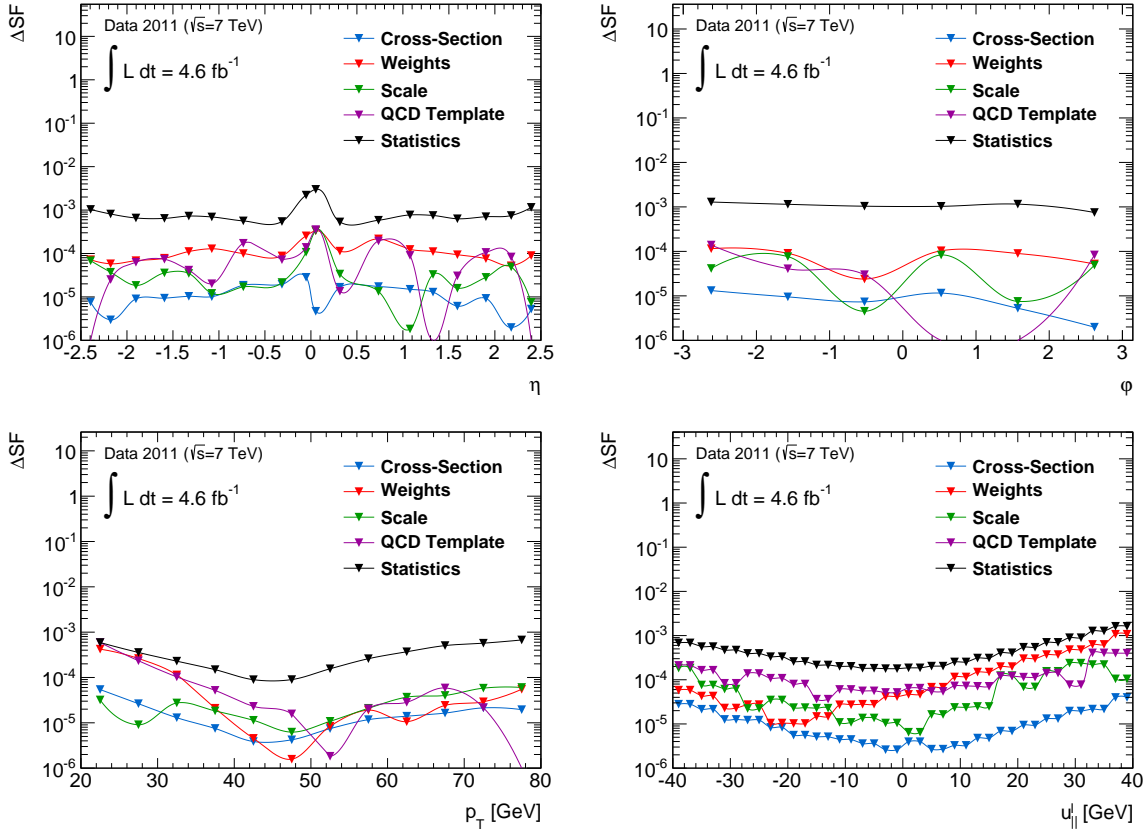 ΔSF
Data 2011 (√s=7 TeV)
∫ L dt = 4.6 fb⁻¹
Cross-Section
Weights
Scale
QCD Template
Statistics
10
1
10⁻¹
10⁻²
10⁻³
10⁻⁴
10⁻⁵
10⁻⁶
-2.5 -2 -1.5 -1 -0.5 0 0.5 1 1.5 2 2.5
η
ΔSF
Data 2011 (√s=7 TeV)
∫ L dt = 4.6 fb⁻¹
Cross-Section
Weights
Scale
QCD Template
Statistics
10
1
10⁻¹
10⁻²
10⁻³
10⁻⁴
10⁻⁵
10⁻⁶
-3 -2 -1 0 1 2 3
φ
ΔSF
Data 2011 (√s=7 TeV)
∫ L dt = 4.6 fb⁻¹
Cross-Section
Weights
Scale
QCD Template
Statistics
10
1
10⁻¹
10⁻²
10⁻³
10⁻⁴
10⁻⁵
10⁻⁶
20 30 40 50 60 70 80
p_T [GeV]
ΔSF
Data 2011 (√s=7 TeV)
∫ L dt = 4.6 fb⁻¹
Cross-Section
Weights
Scale
QCD Template
Statistics
10
1
10⁻¹
10⁻²
10⁻³
10⁻⁴
10⁻⁵
10⁻⁶
-40 -30 -20 -10 0 10 20 30 40
u_||^l [GeV]